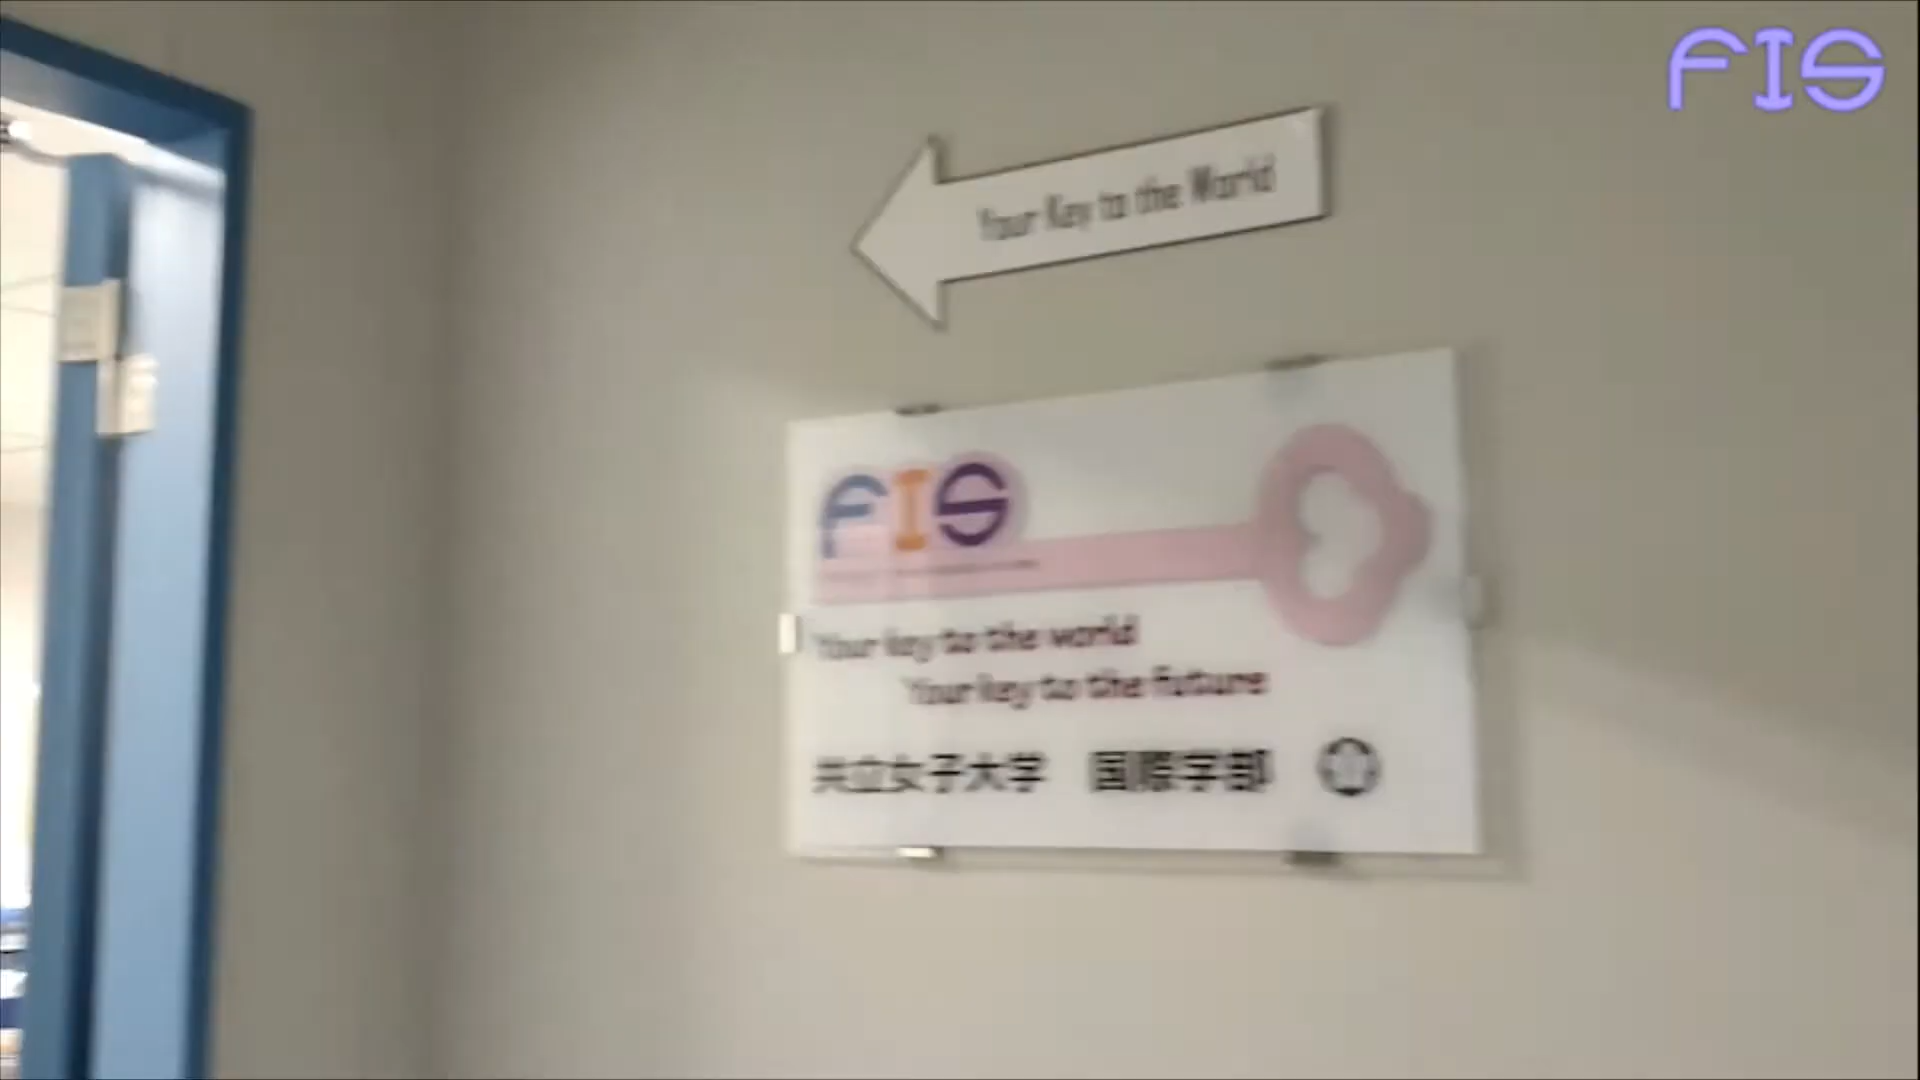 FIS
Your Key to the World
FIS
Your key to the world
Your key to the future
共立女子大学 国際学部